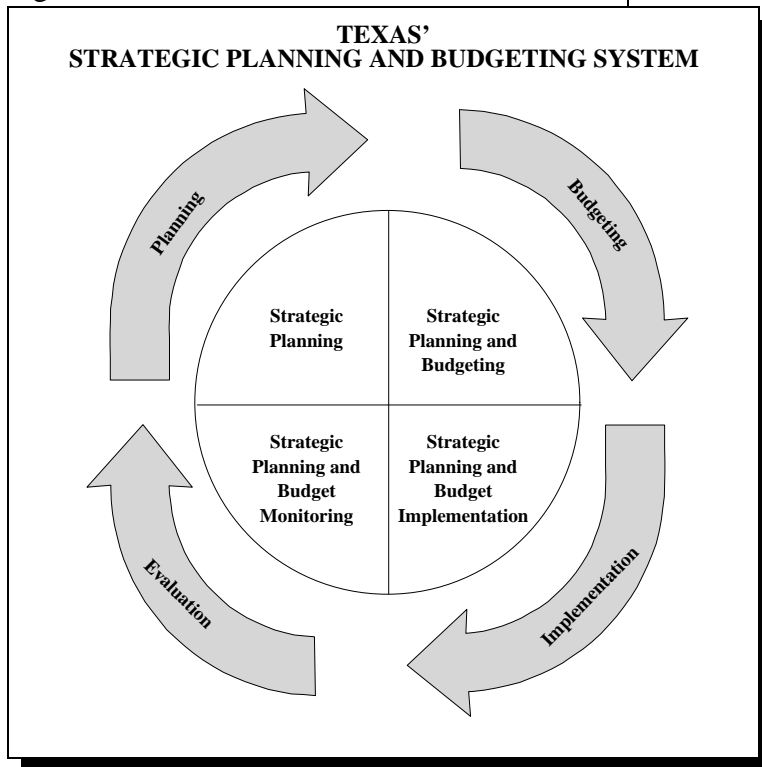 TEXAS'
STRATEGIC PLANNING AND BUDGETING SYSTEM
Planning
Budgeting
Strategic
Planning
Strategic
Planning and
Budgeting
Strategic
Planning and
Budget
Monitoring
Strategic
Planning and
Budget
Implementation
Evaluation
Implementation